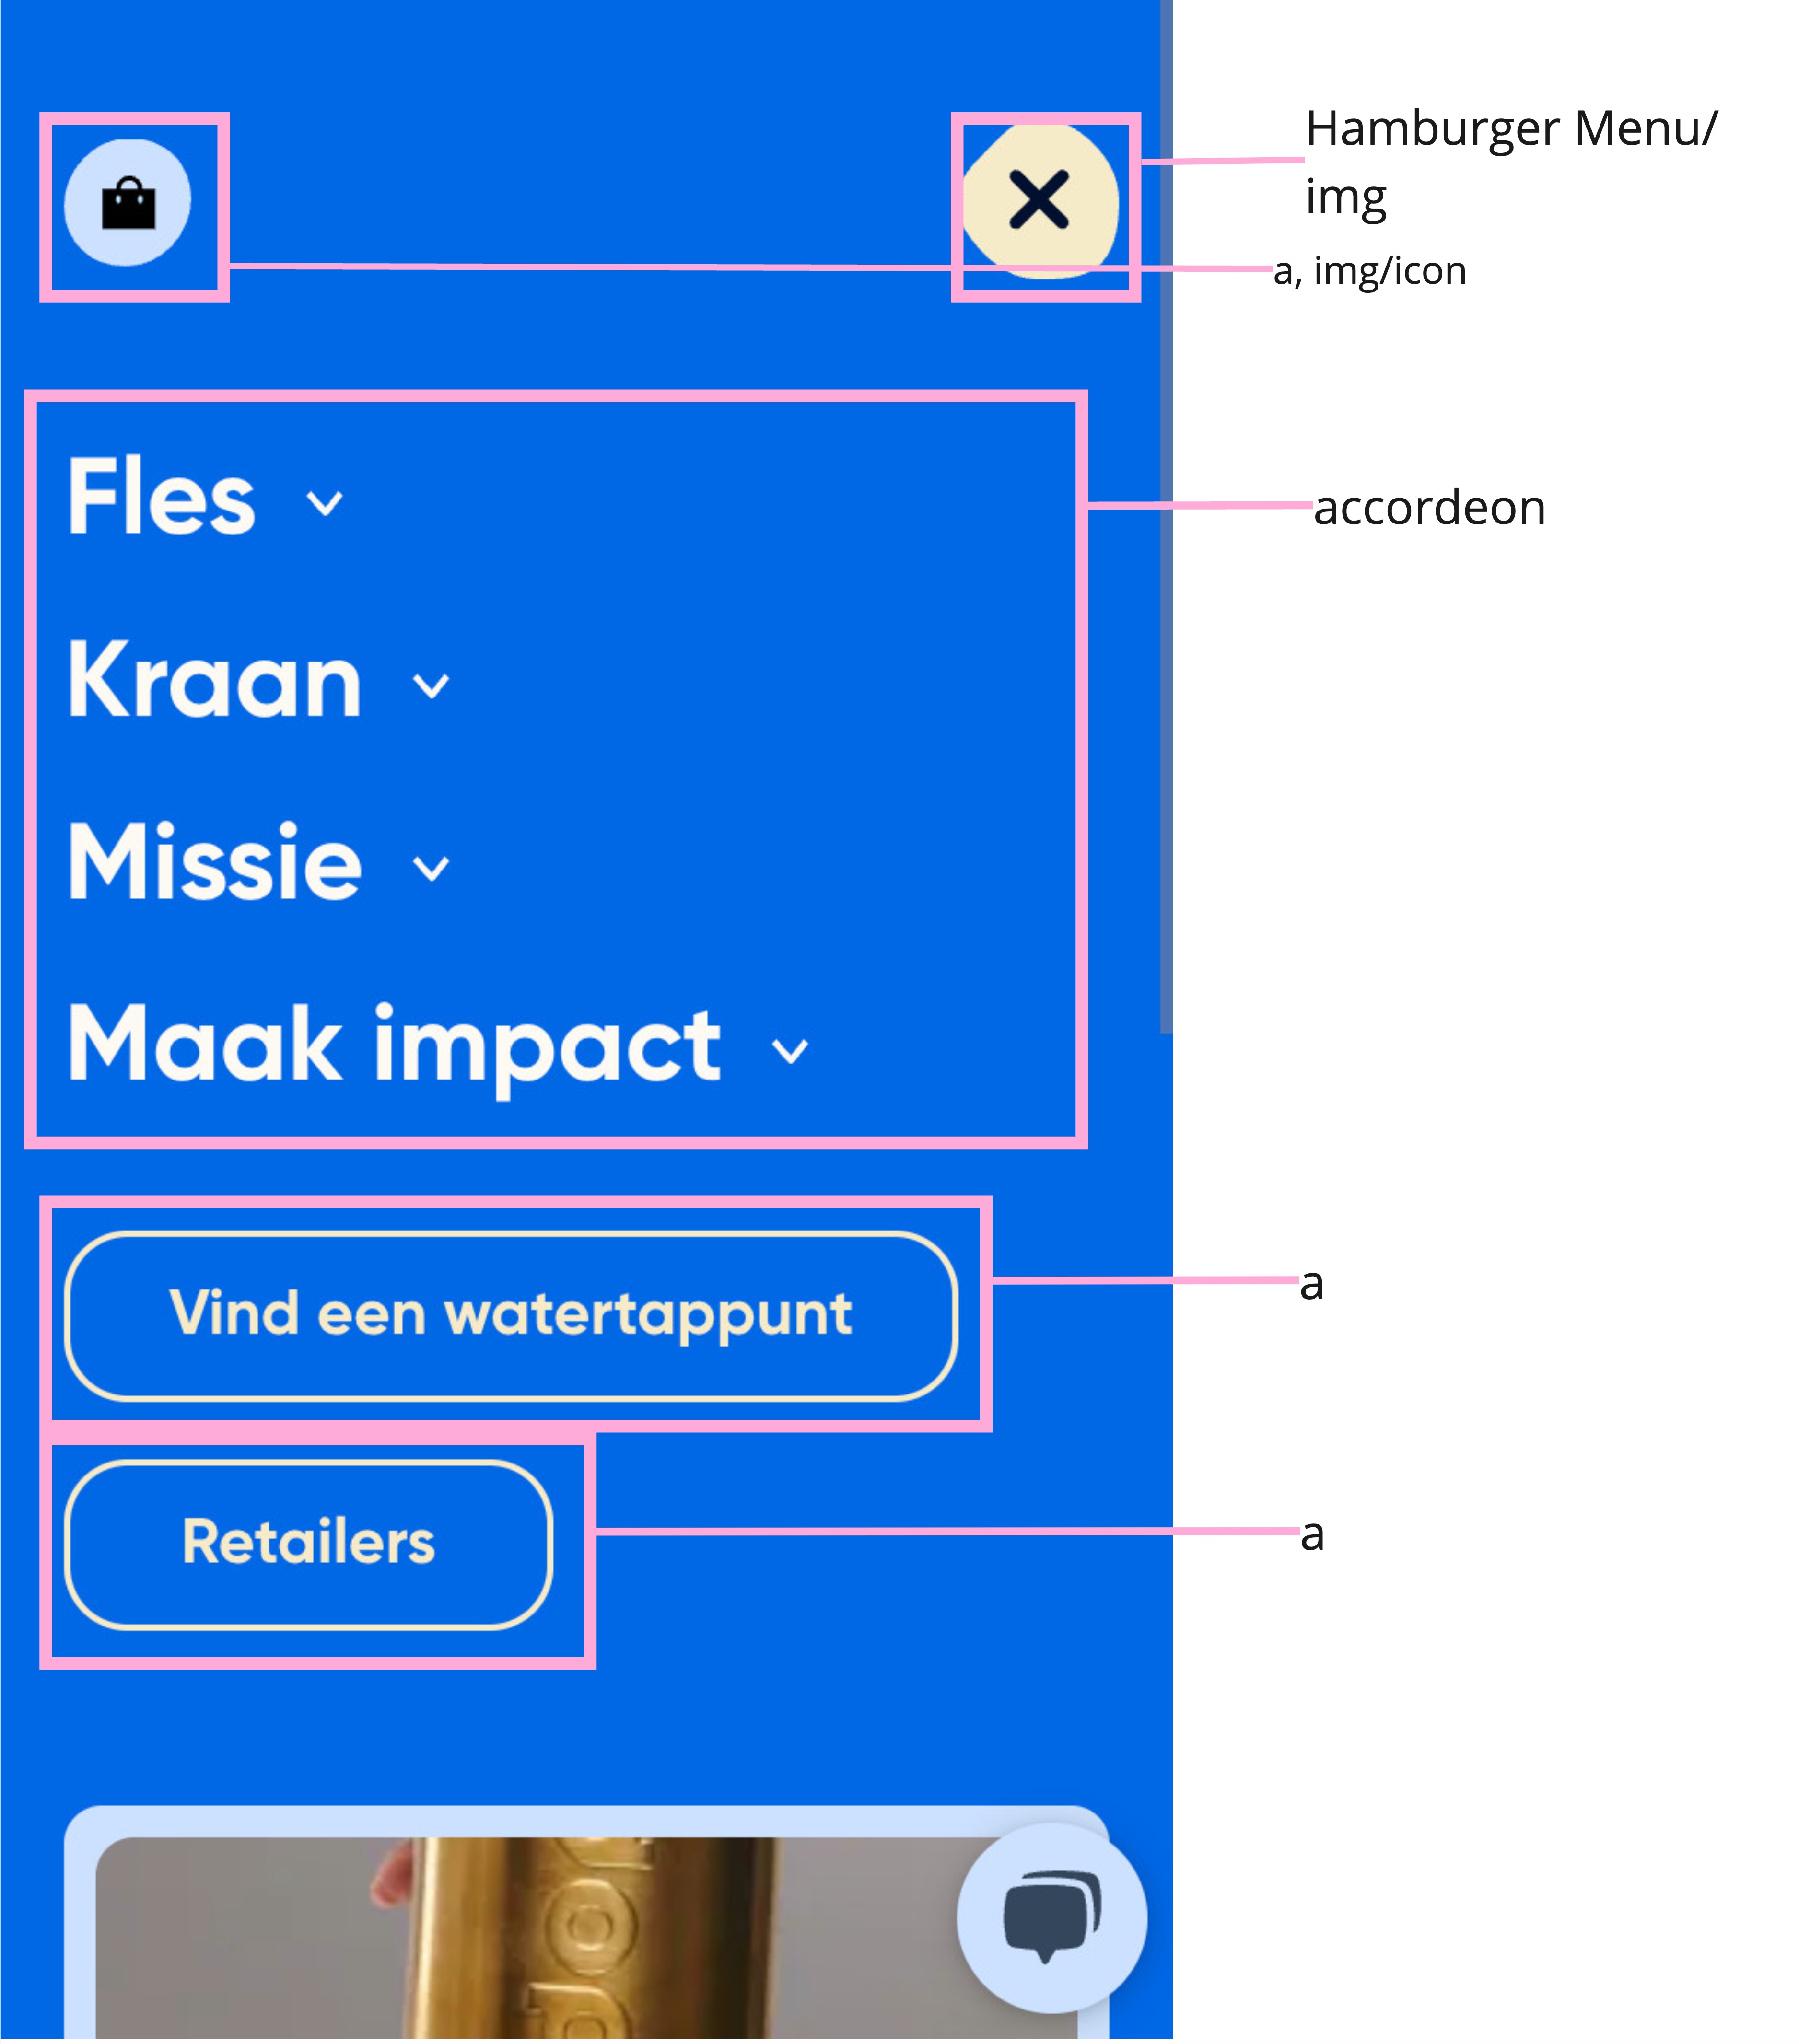 Hamburger Menu/
img
a, img/icon
Fles
accordeon
Kraan
Missie
Maak impact
Vind een watertappunt
a
Retailers
a